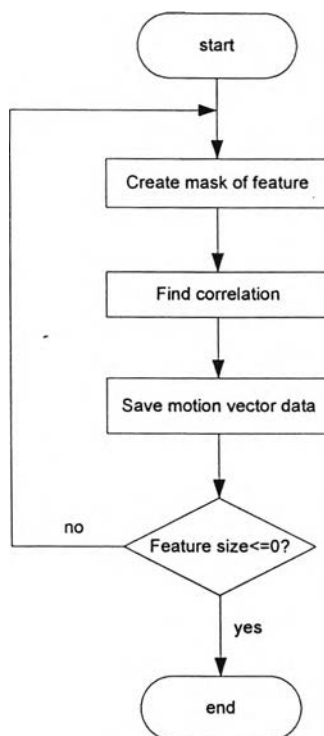 start
Create mask of feature
Find correlation
Save motion vector data
no
Feature size<=0?
yes
end